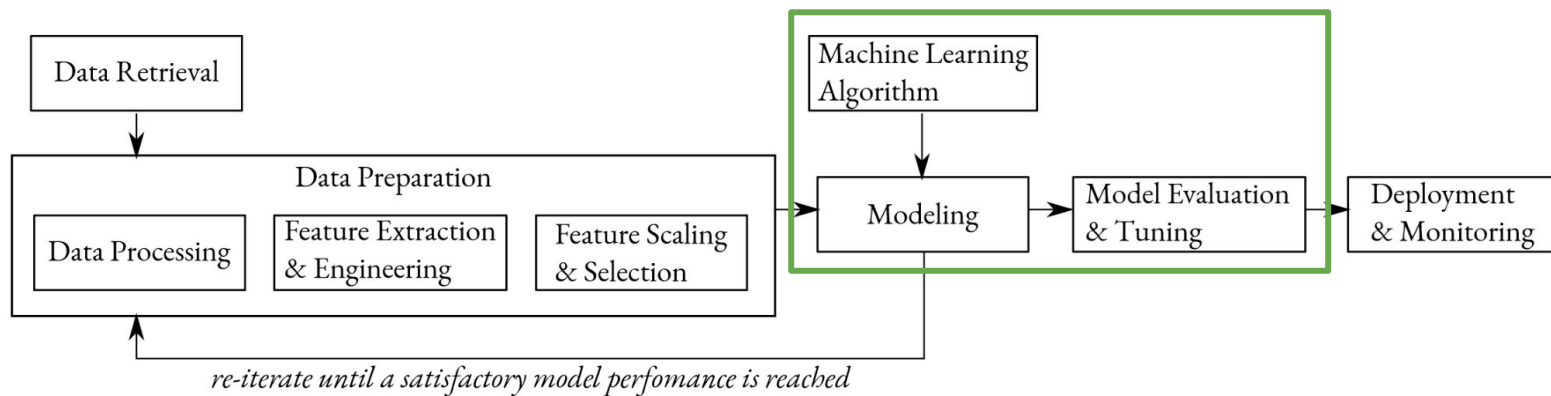 Data Retrieval
Machine Learning
Algorithm
Data Preparation
Data Processing
Feature Extraction
& Engineering
Feature Scaling
& Selection
Modeling
Model Evaluation
& Tuning
Deployment
& Monitoring
re-iterate until a satisfactory model perfomance is reached